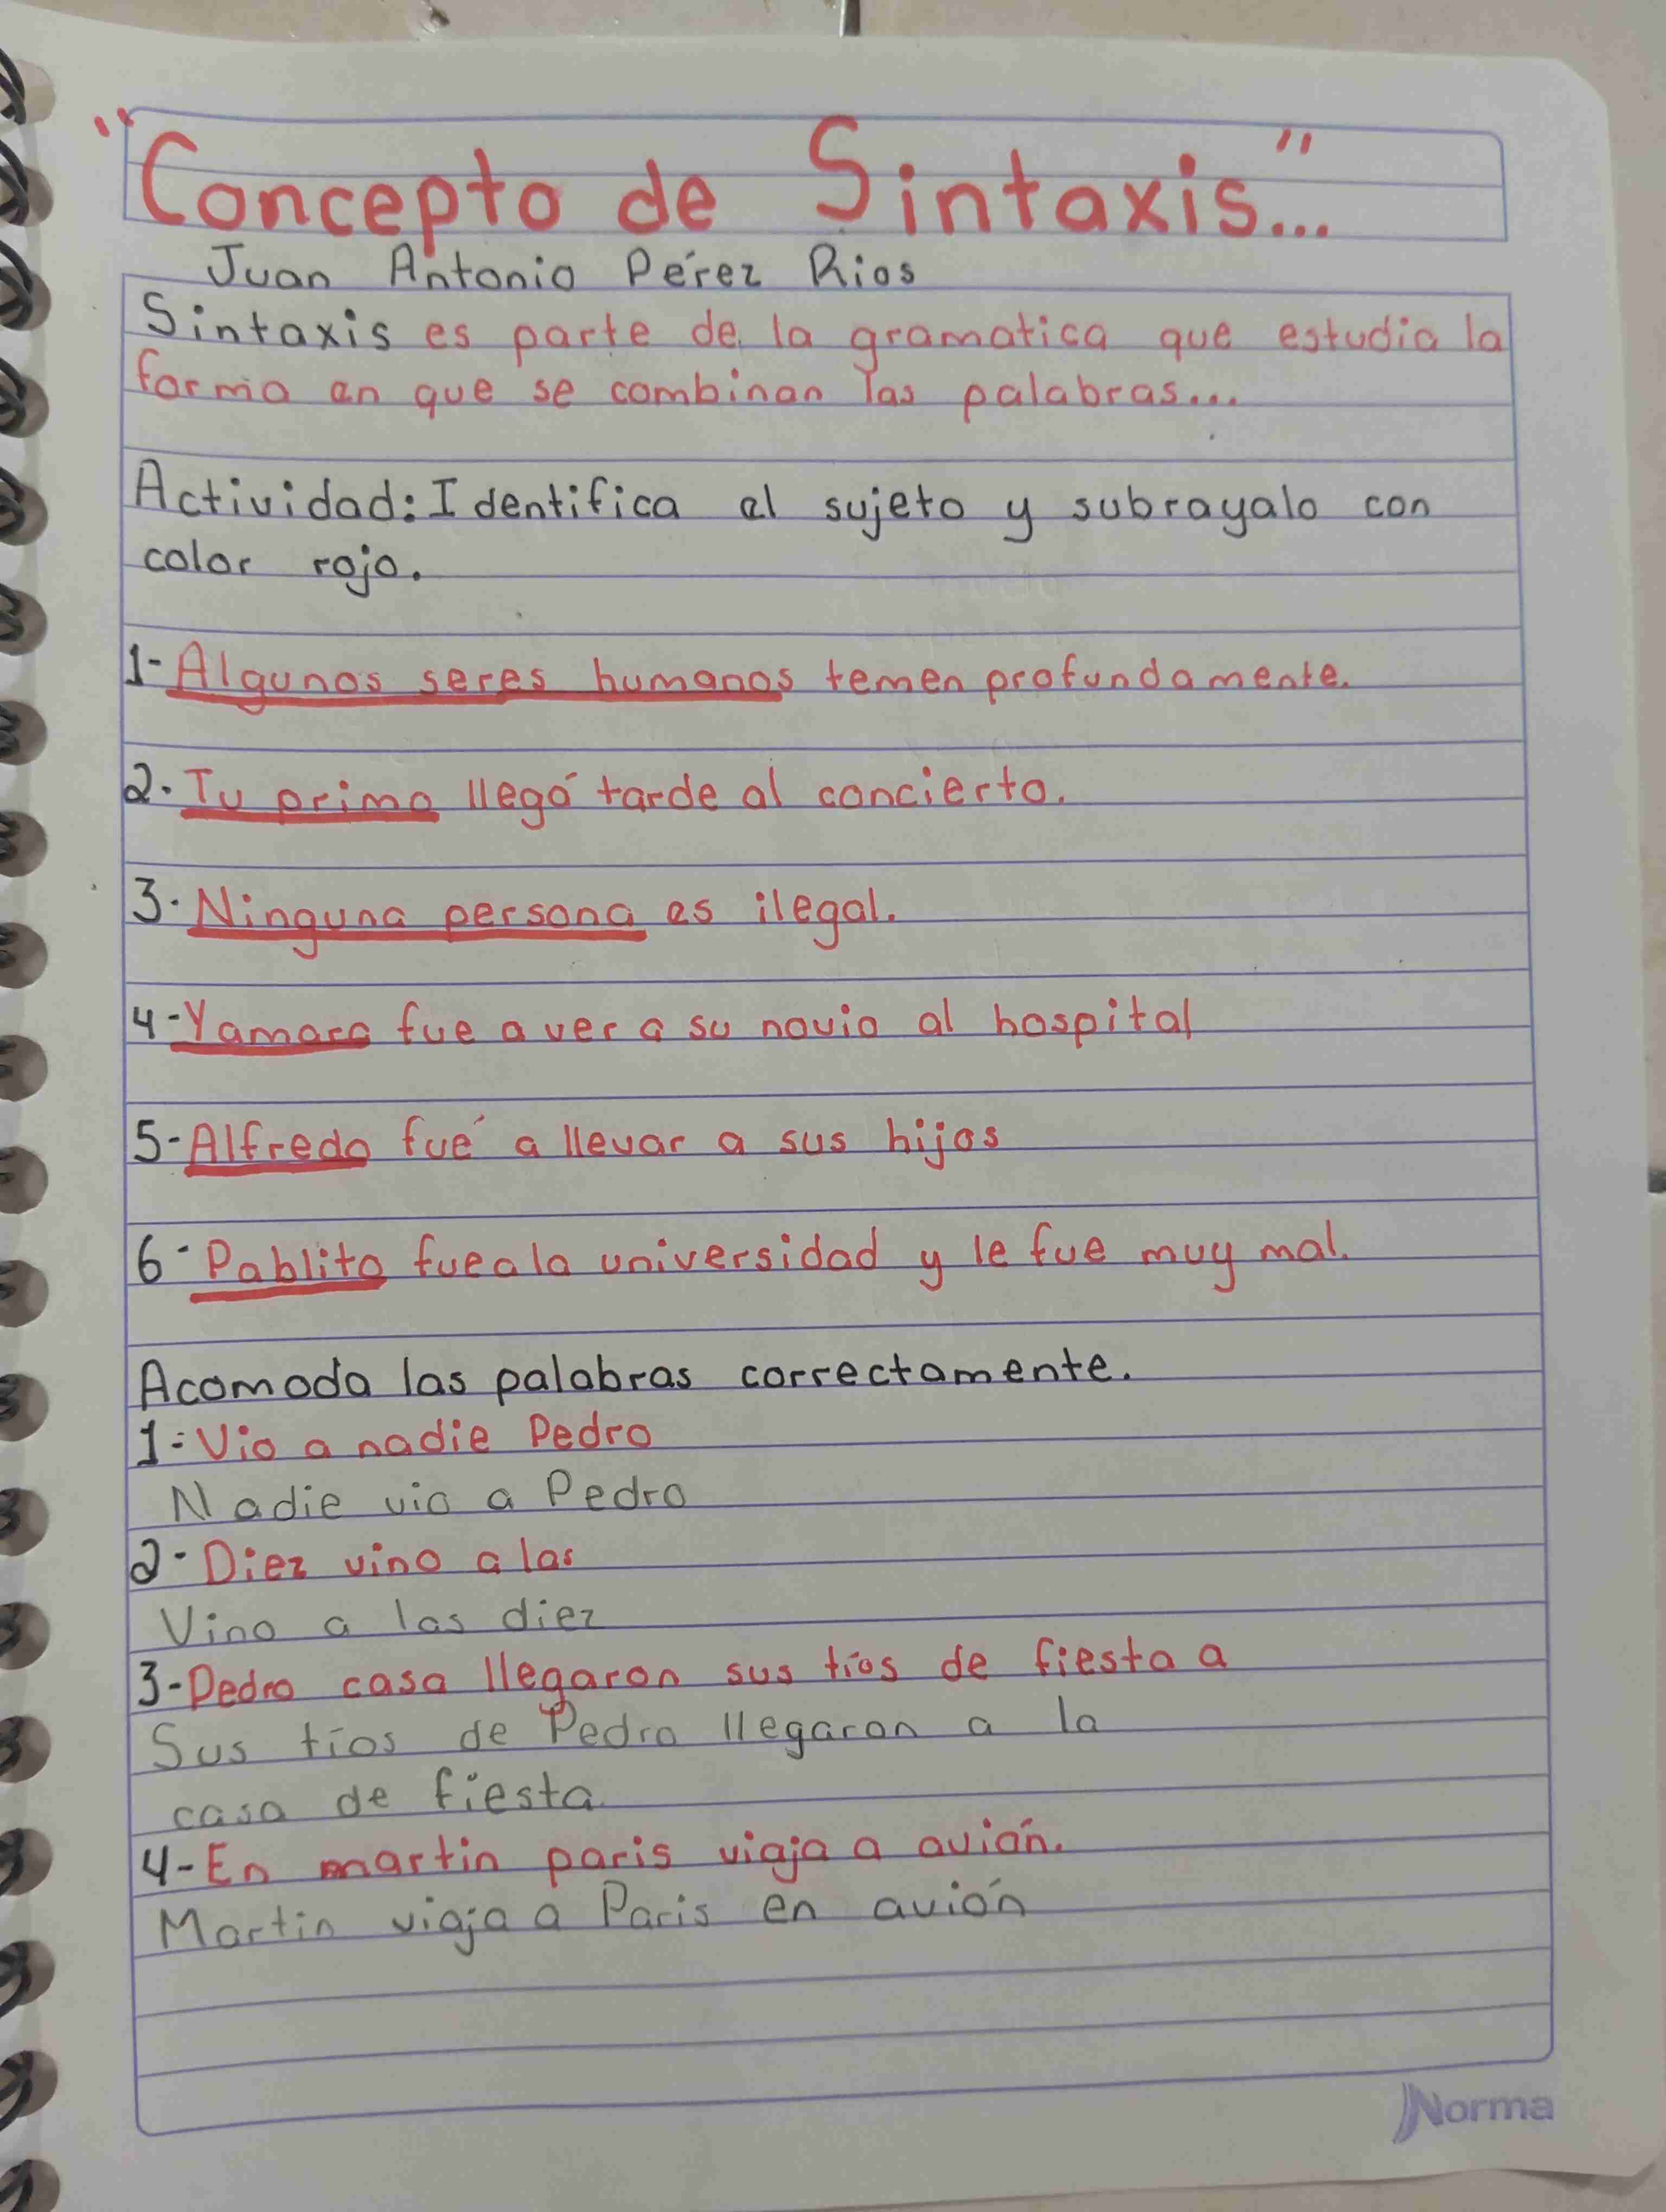 "Concepto de Sintaxis..."
Juan Antonio Pérez Rios
Sintaxis es parte de la gramatica que estudia la
forma en que se combinan las palabras...
Actividad: Identifica el sujeto y subrayalo con
color rojo.
1- Algunos seres humanos temen profundamente.
2. Tu primo llegó tarde al concierto.
3. Ninguna persona es ilegal.
4- Yamara fue a ver a su novio al hospital
5- Alfredo fué a llevar a sus hijos
6- Pablito fue a la universidad y le fue muy mal.
Acomoda las palabras correctamente.
1- Vio a nadie Pedro
Nadie vio a Pedro
2- Diez vino a las
Vino a las diez
3- Pedro casa llegaron sus tíos de fiesta a
Sus tíos de Pedro llegaron a la
casa de fiesta
4- En martin paris viaja a avión.
Martin viaja a Paris en avión
Norma